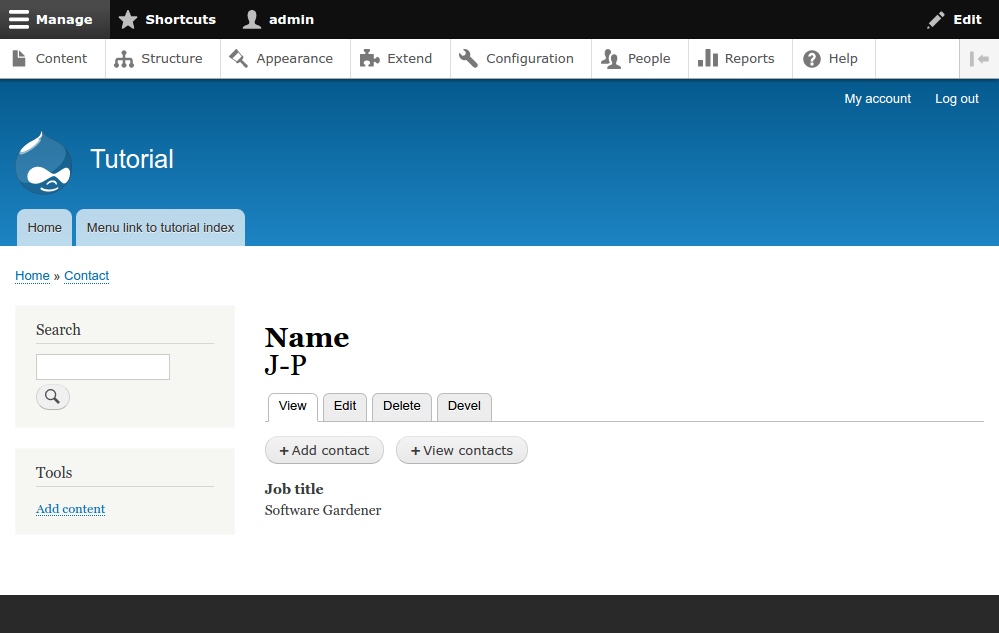 Manage Shortcuts admin Edit
Content Structure Appearance Extend Configuration People Reports Help
My account Log out
Tutorial
Home Menu link to tutorial index
Home » Contact
Search
Name
J-P
View Edit Delete Devel
+ Add contact + View contacts
Tools
Job title
Add content
Software Gardener